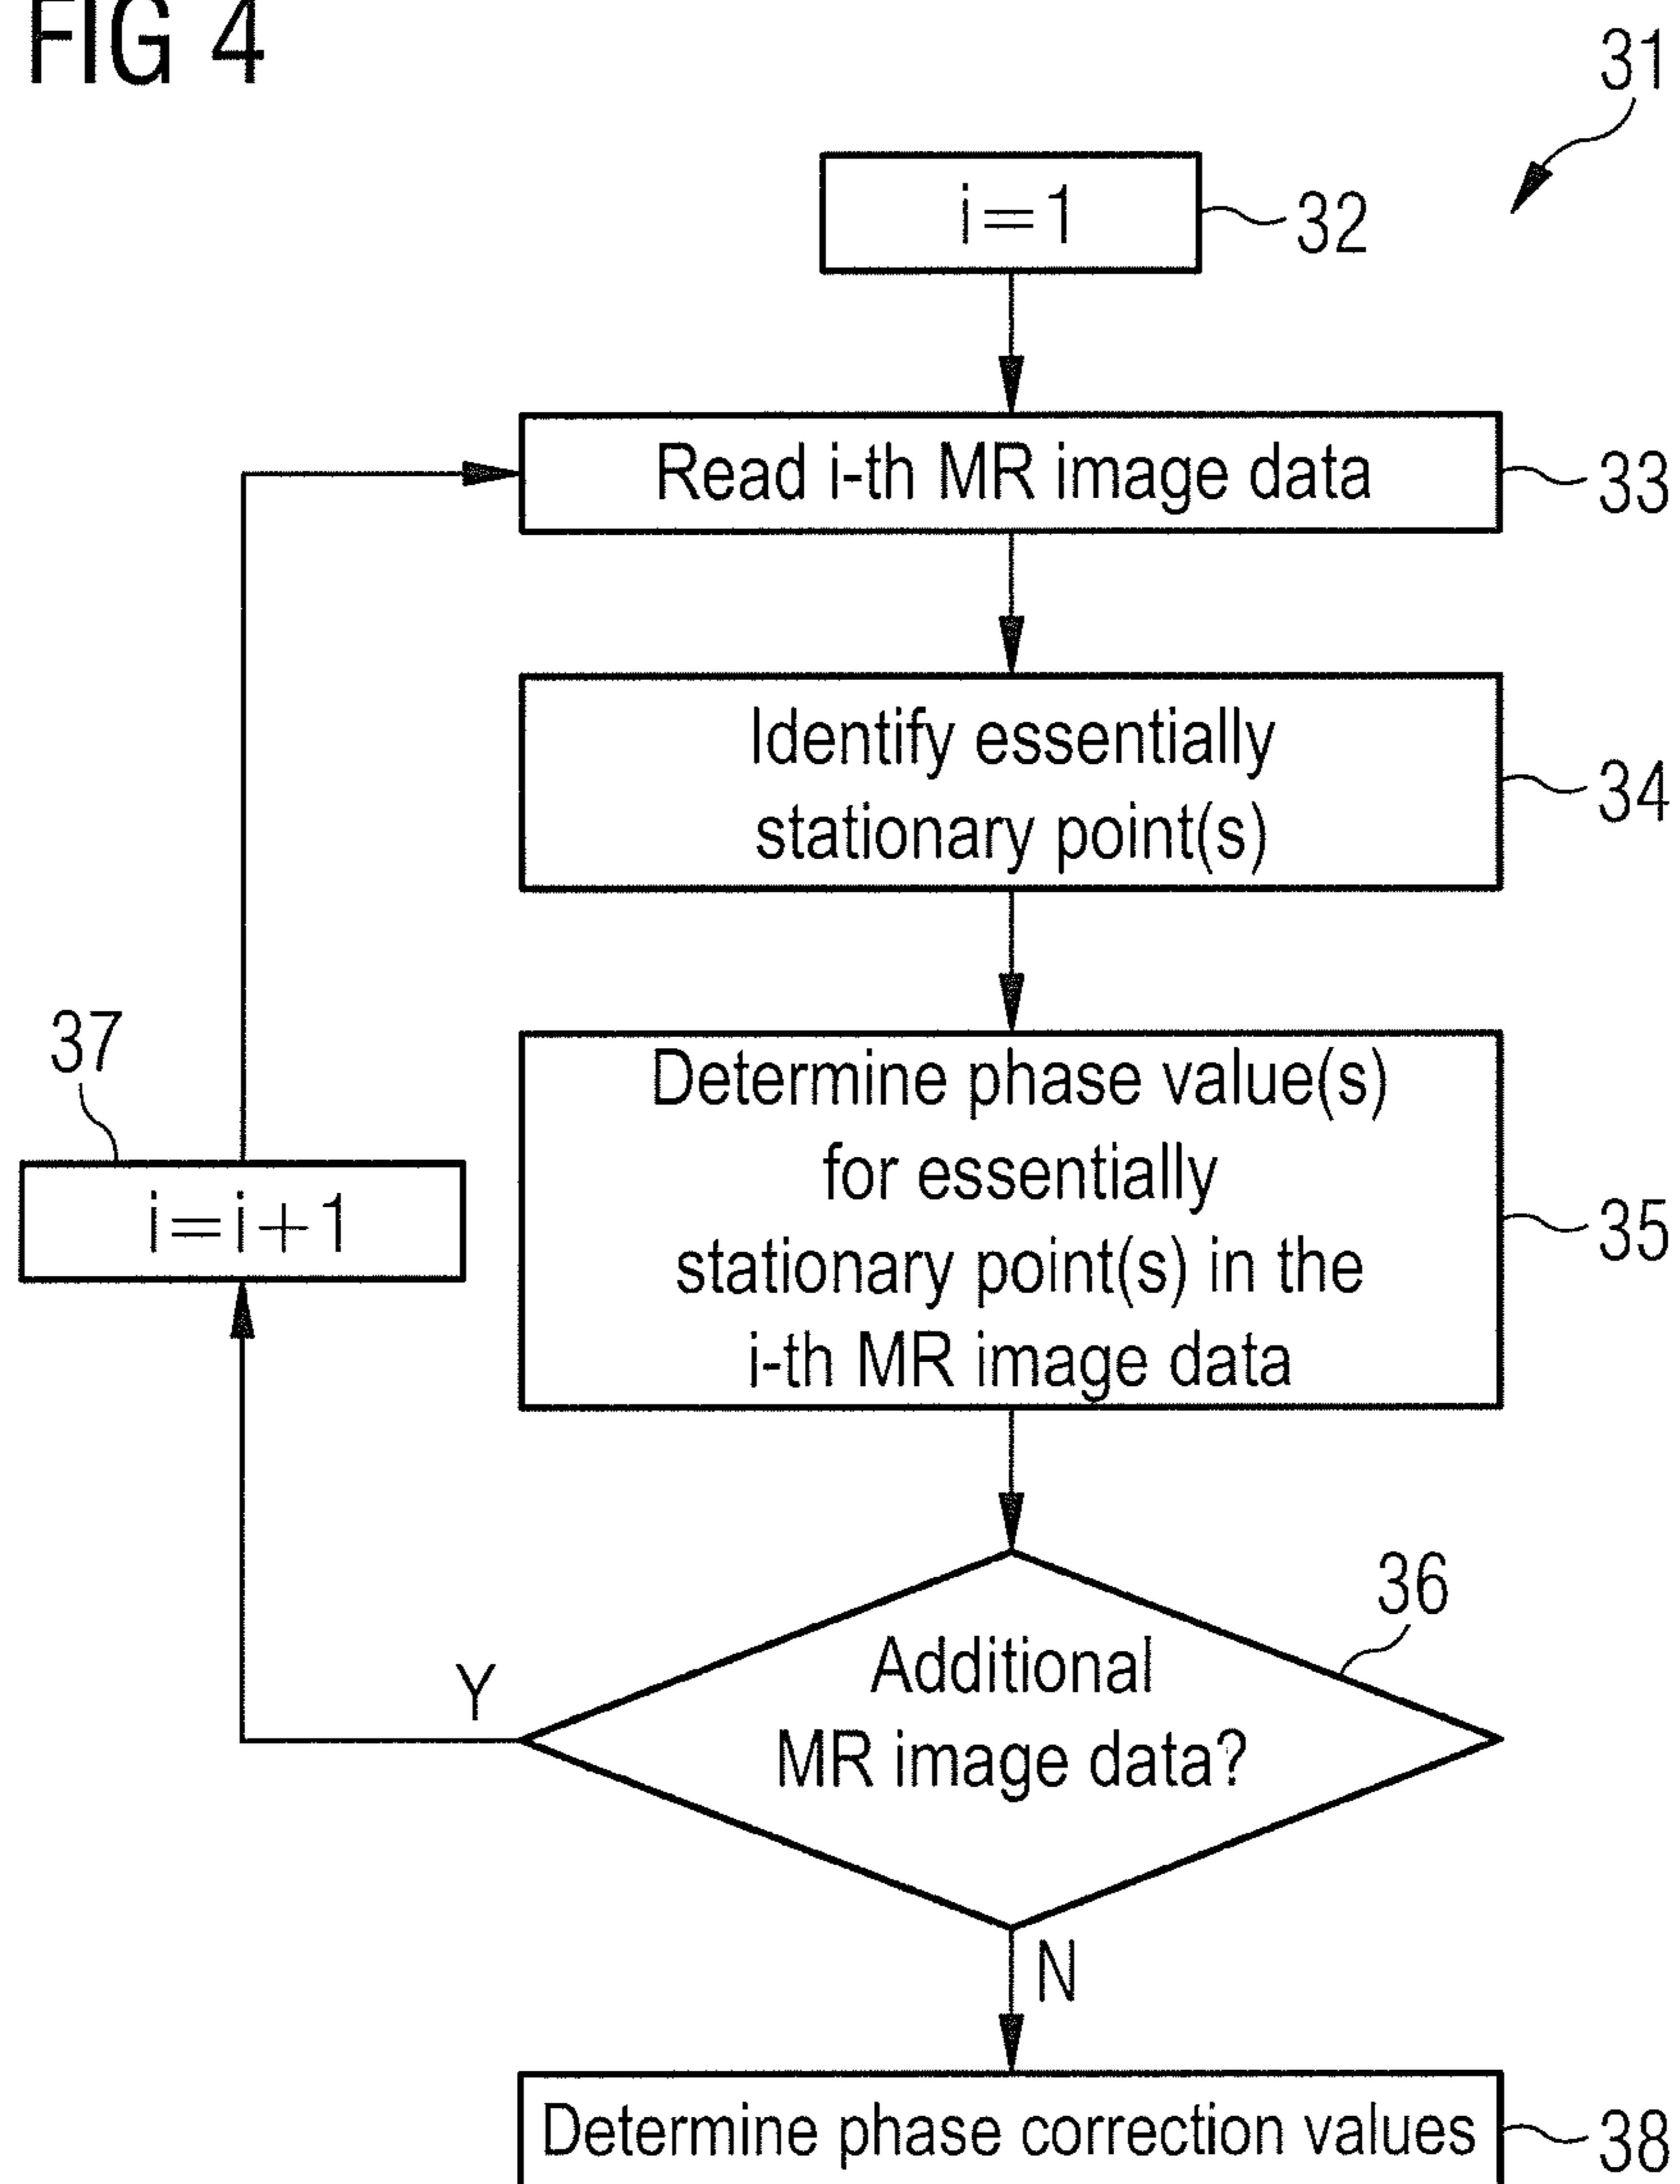 FIG 4
31
i=1
32
Read i-th MR image data
33
Identify essentially
stationary point(s)
34
Determine phase value(s)
for essentially
stationary point(s) in the
i-th MR image data
35
37
i=i+1
36
Additional
MR image data?
Y
N
Determine phase correction values
38